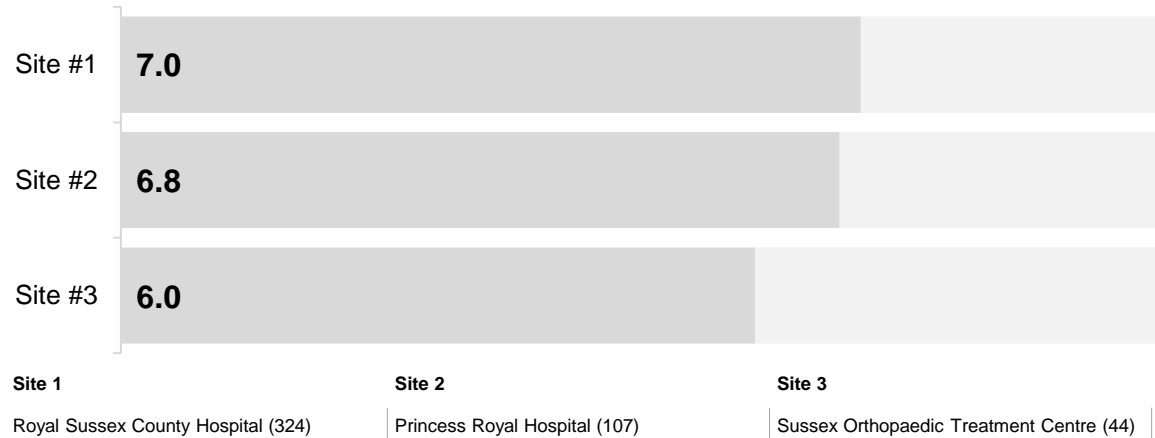 Site #1
7.0
Site #2
6.8
Site #3
6.0
Site 1
Site 2
Site 3
Royal Sussex County Hospital (324)
Princess Royal Hospital (107)
Sussex Orthopaedic Treatment Centre (44)